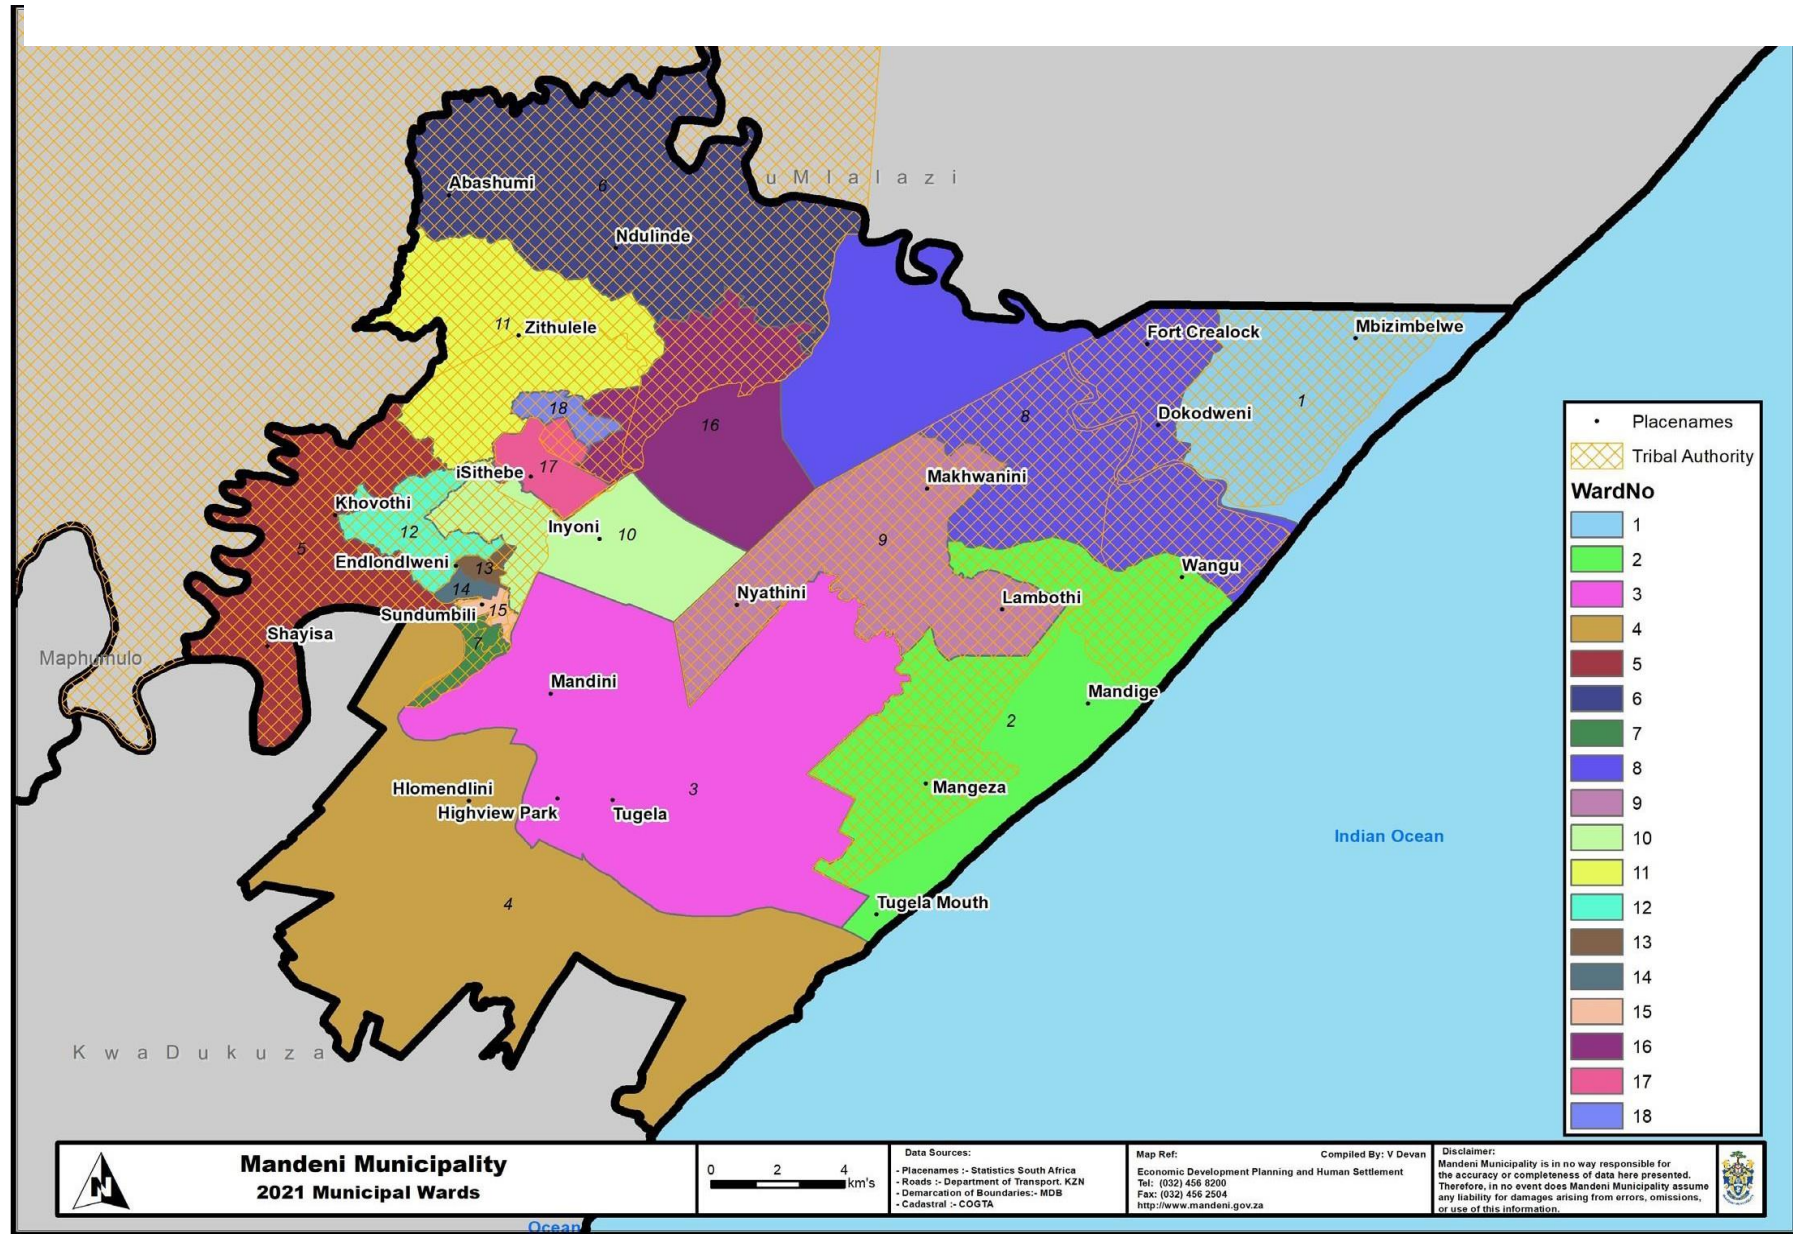 uMlalazi
Abashumi
6
Ndulinde
11
Zithulele
Fort Crealock
Mbizimbelwe
18
16
8
Dokodweni
1
iSithebe
17
Makhwanini
Khovothi
12
Inyoni
10
9
5
Endlondlweni
13
14
Wangu
Nyathini
Lambothi
Sundumbili
15
7
Shayisa
Maphumulo
Mandini
Mandige
2
Hlomendlini
Highview Park
Tugela
3
Mangeza
Indian Ocean
4
Tugela Mouth
KwaDukuza
Placenames
Tribal Authority
WardNo
1
2
3
4
5
6
7
8
9
10
11
12
13
14
15
16
17
18
N
Mandeni Municipality
2021 Municipal Wards
0 2 4
km's
Data Sources:
- Placenames :- Statistics South Africa
- Roads :- Department of Transport. KZN
- Demarcation of Boundaries:- MDB
- Cadastral :- COGTA
Map Ref: Compiled By: V Devan
Economic Development Planning and Human Settlement
Tel: (032) 456 8200
Fax: (032) 456 2504
http://www.mandeni.gov.za
Disclaimer:
Mandeni Municipality is in no way responsible for
the accuracy or completeness of data here presented.
Therefore, in no event does Mandeni Municipality assume
any liability for damages arising from errors, omissions,
or use of this information.
Ocean